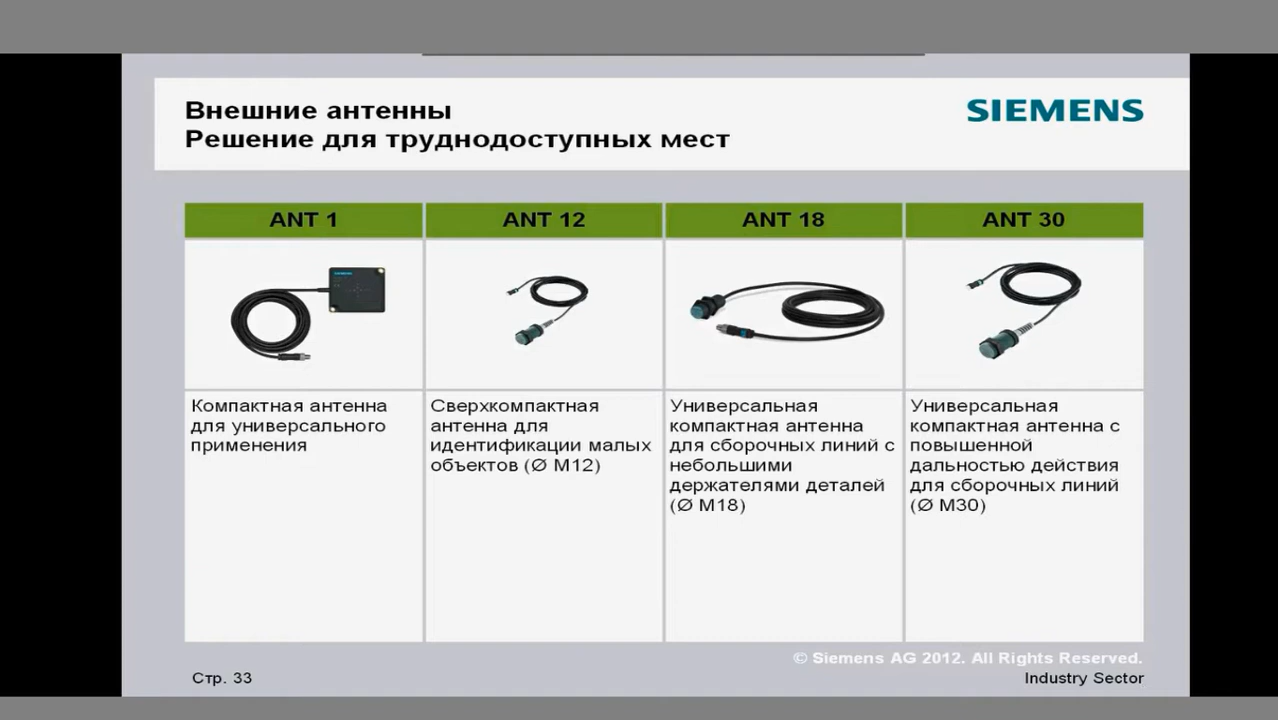 Внешние антенны
Решение для труднодоступных мест
SIEMENS
ANT 1
ANT 12
ANT 18
ANT 30
Компактная антенна
для универсального
применения
Сверхкомпактная
антенна для
идентификации малых
объектов (Ø M12)
Универсальная
компактная антенна
для сборочных линий с
небольшими
держателями деталей
(Ø M18)
Универсальная
компактная антенна с
повышенной
дальностью действия
для сборочных линий
(Ø M30)
© Siemens AG 2012. All Rights Reserved.
Стр. 33
Industry Sector